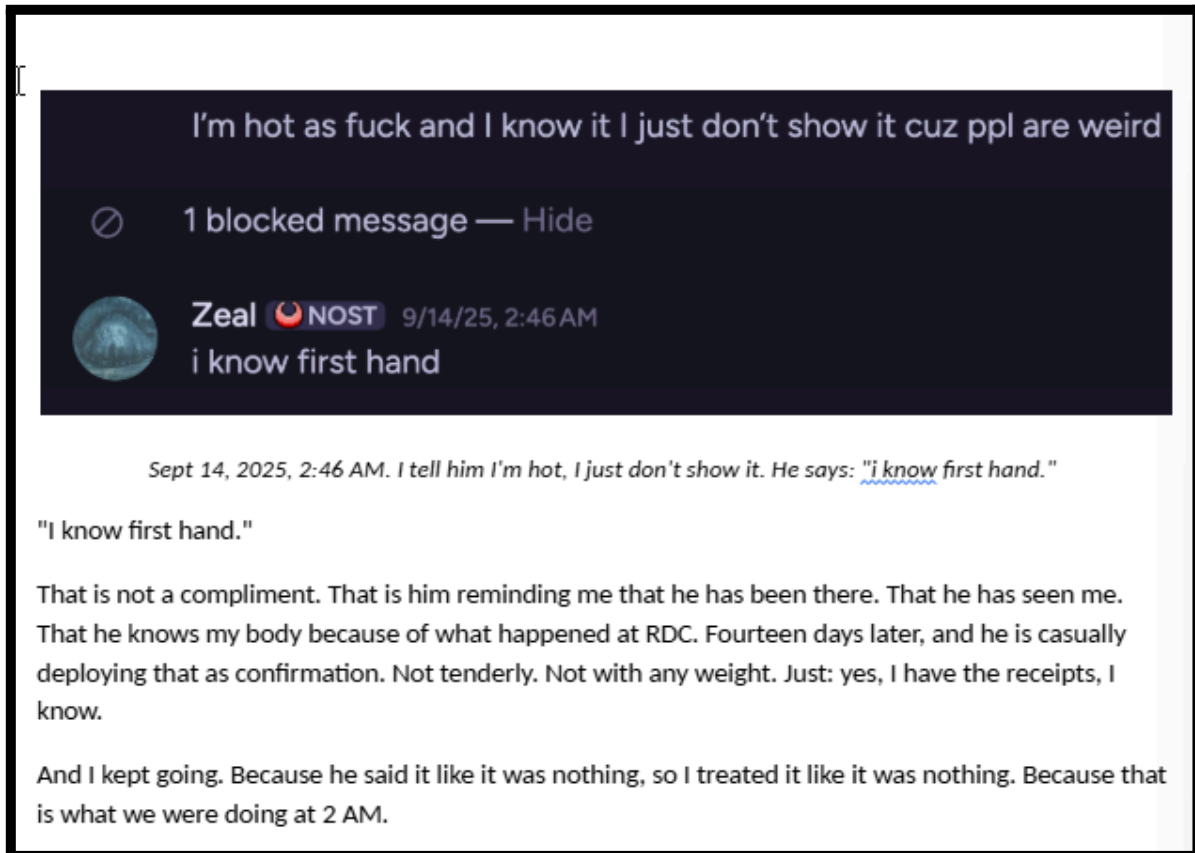 I'm hot as fuck and I know it I just don't show it cuz ppl are weird
1 blocked message — Hide
Zeal NOST 9/14/25, 2:46 AM
i know first hand
Sept 14, 2025, 2:46 AM. I tell him I'm hot, I just don't show it. He says: "i know first hand."
"I know first hand."
That is not a compliment. That is him reminding me that he has been there. That he has seen me.
That he knows my body because of what happened at RDC. Fourteen days later, and he is casually
deploying that as confirmation. Not tenderly. Not with any weight. Just: yes, I have the receipts, I
know.
And I kept going. Because he said it like it was nothing, so I treated it like it was nothing. Because that
is what we were doing at 2 AM.